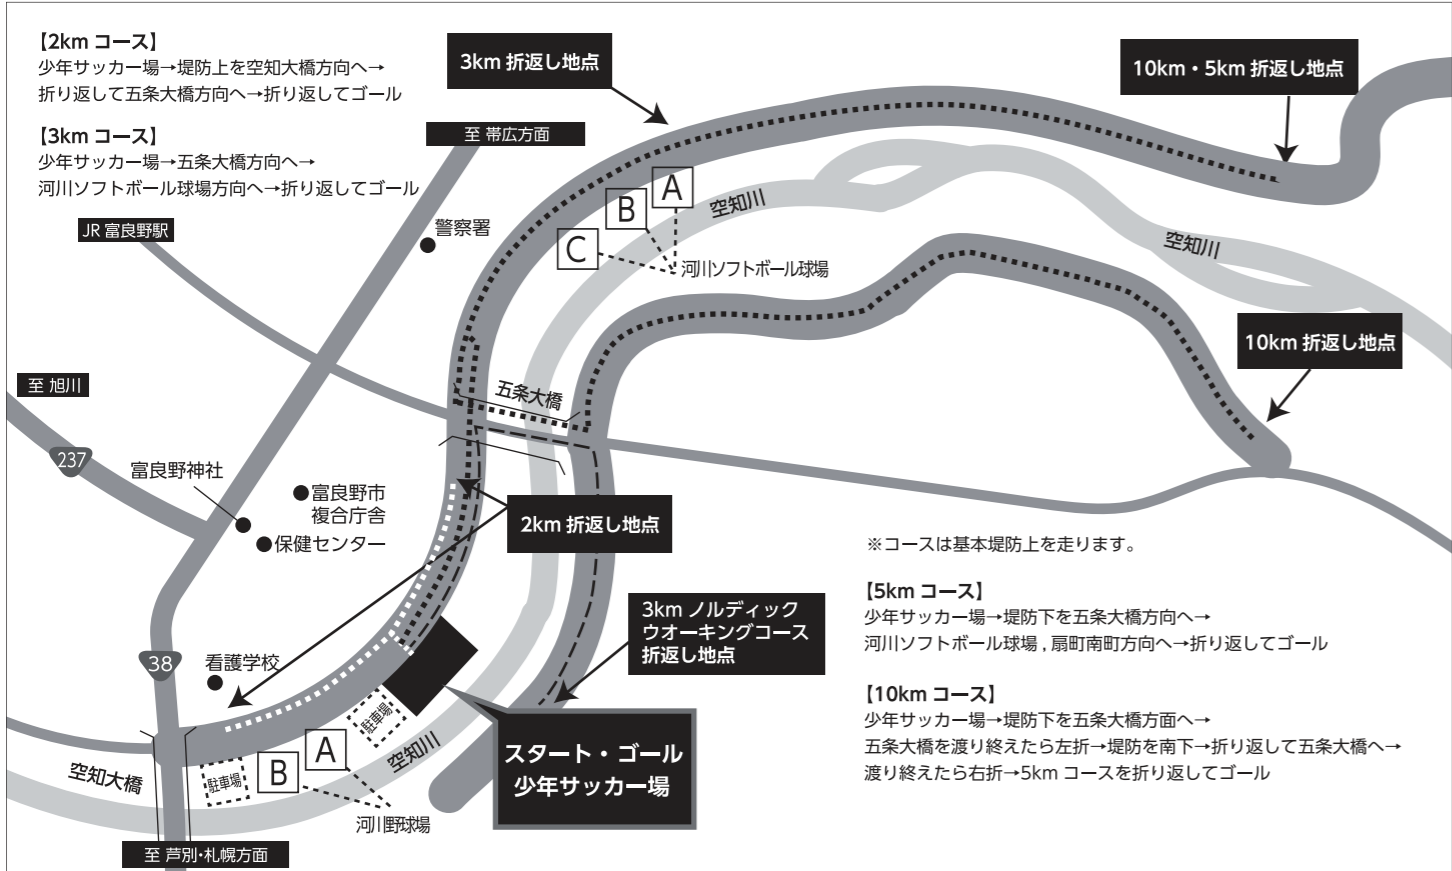 【2km コース】
少年サッカー場→堤防上を空知大橋方向へ→
折り返して五条大橋方向へ→折り返してゴール
【3km コース】
少年サッカー場→五条大橋方向へ→
河川ソフトボール球場方向へ→折り返してゴール
3km 折返し地点
10km・5km 折返し地点
至 帯広方面
JR 富良野駅
警察署
A
B
C
空知川
河川ソフトボール球場
空知川
10km 折返し地点
至 旭川
五条大橋
237
富良野神社
富良野市
複合庁舎
保健センター
2km 折返し地点
※コースは基本堤防上を走ります。
【5km コース】
少年サッカー場→堤防下を五条大橋方向へ→
河川ソフトボール球場 , 扇町南町方向へ→折り返してゴール
【10km コース】
少年サッカー場→堤防下を五条大橋方面へ→
五条大橋を渡り終えたら左折→堤防を南下→折り返して五条大橋へ→
渡り終えたら右折→5km コースを折り返してゴール
3km ノルディック
ウオーキングコース
折返し地点
38
看護学校
駐車場
空知川
スタート・ゴール
少年サッカー場
A
B
駐車場
空知大橋
河川野球場
至 芦別・札幌方面